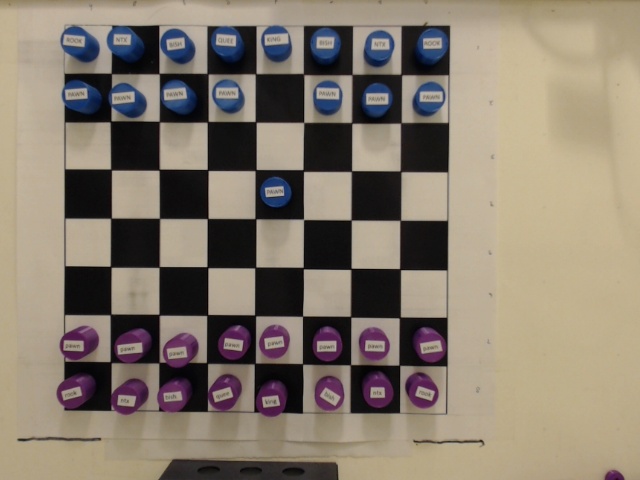 ROOK NTE BISH QUEE KING BISH NTE ROOK
PAWN PAWN PAWN PAWN PAWN PAWN PAWN
PAWN
pawn pawn pawn pawn pawn pawn pawn pawn
rook nte bish quee king bish nte rook